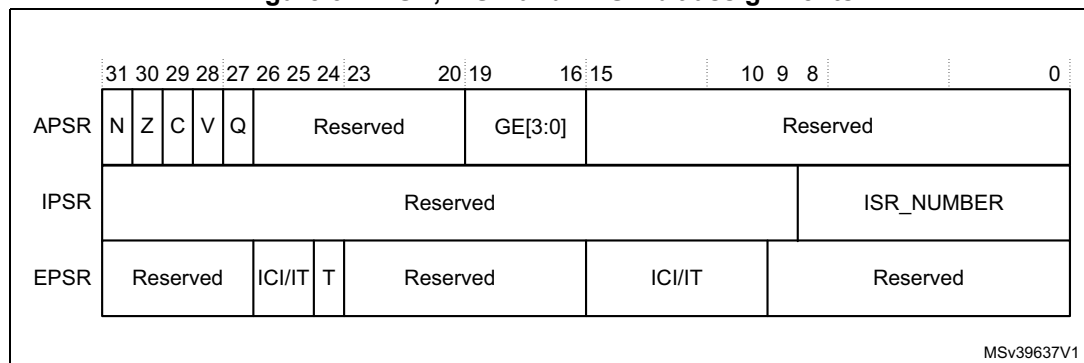 31 30 29 28 27 26 25 24 23 20 19 16 15 10 9 8 0
APSR N Z C V Q Reserved GE[3:0] Reserved
IPSR Reserved ISR_NUMBER
EPSR Reserved ICI/IT T Reserved ICI/IT Reserved
MSv39637V1